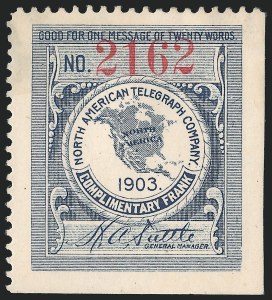 GOOD FOR ONE MESSAGE OF TWENTY WORDS.
NO. 2162
NORTH AMERICAN TELEGRAPH COMPANY.
NORTH
AMERICA
1903.
COMPLIMENTARY FRANK
H. A. Tuttle
GENERAL MANAGER.